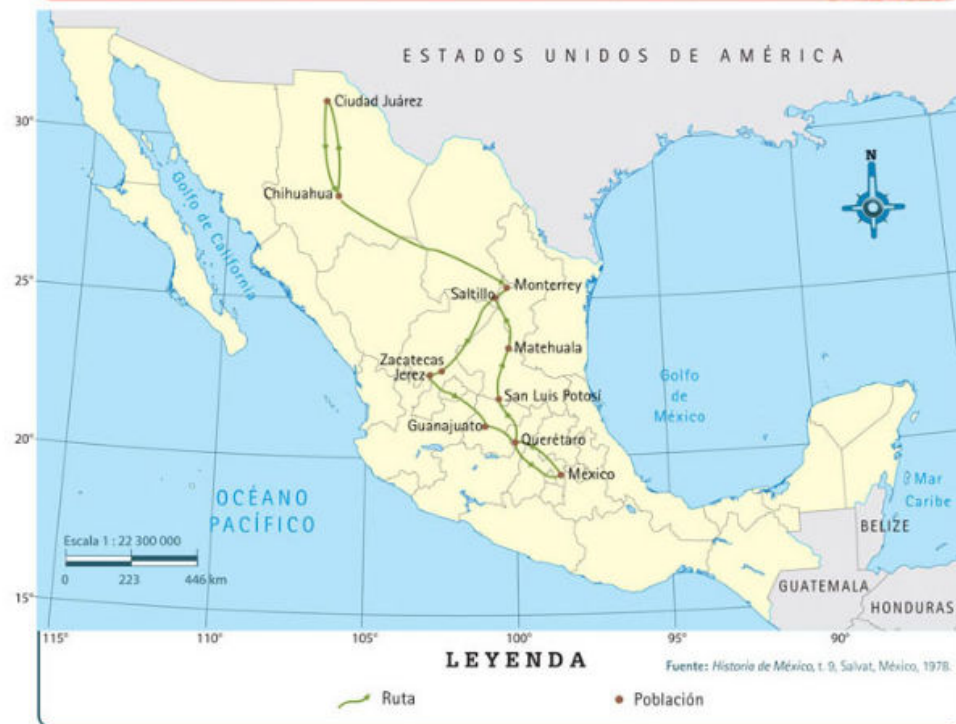 ESTADOS UNIDOS DE AMÉRICA
Ciudad Juárez
30°
N
Golfo de California
Chihuahua
25°
Monterrey
Saltillo
Matehuala
Zacatecas
Jerez
Golfo
de
México
San Luis Potosí
20°
Guanajuato
Querétaro
México
Mar
Caribe
OCÉANO
PACÍFICO
BELIZE
Escala 1 : 22 300 000
0 223 446 km
GUATEMALA
HONDURAS
15°
115° 110° 105° 100° 95° 90°
LEYENDA
Fuente: Historia de México, t. 9, Salvat, México, 1978.
Ruta
Población